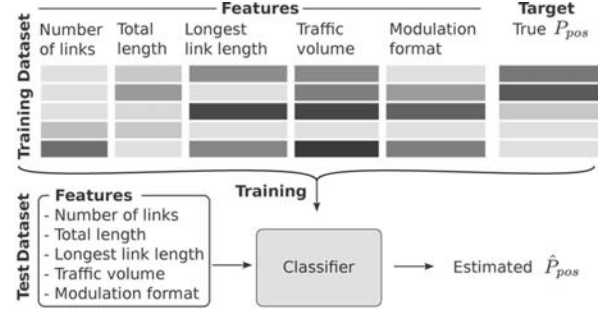 Features
Target
Number of links
Total length
Longest link length
Traffic volume
Modulation format
True P_pos
Training Dataset
Training
Test Dataset
Features
- Number of links
- Total length
- Longest link length
- Traffic volume
- Modulation format
Classifier
Estimated P̂_pos